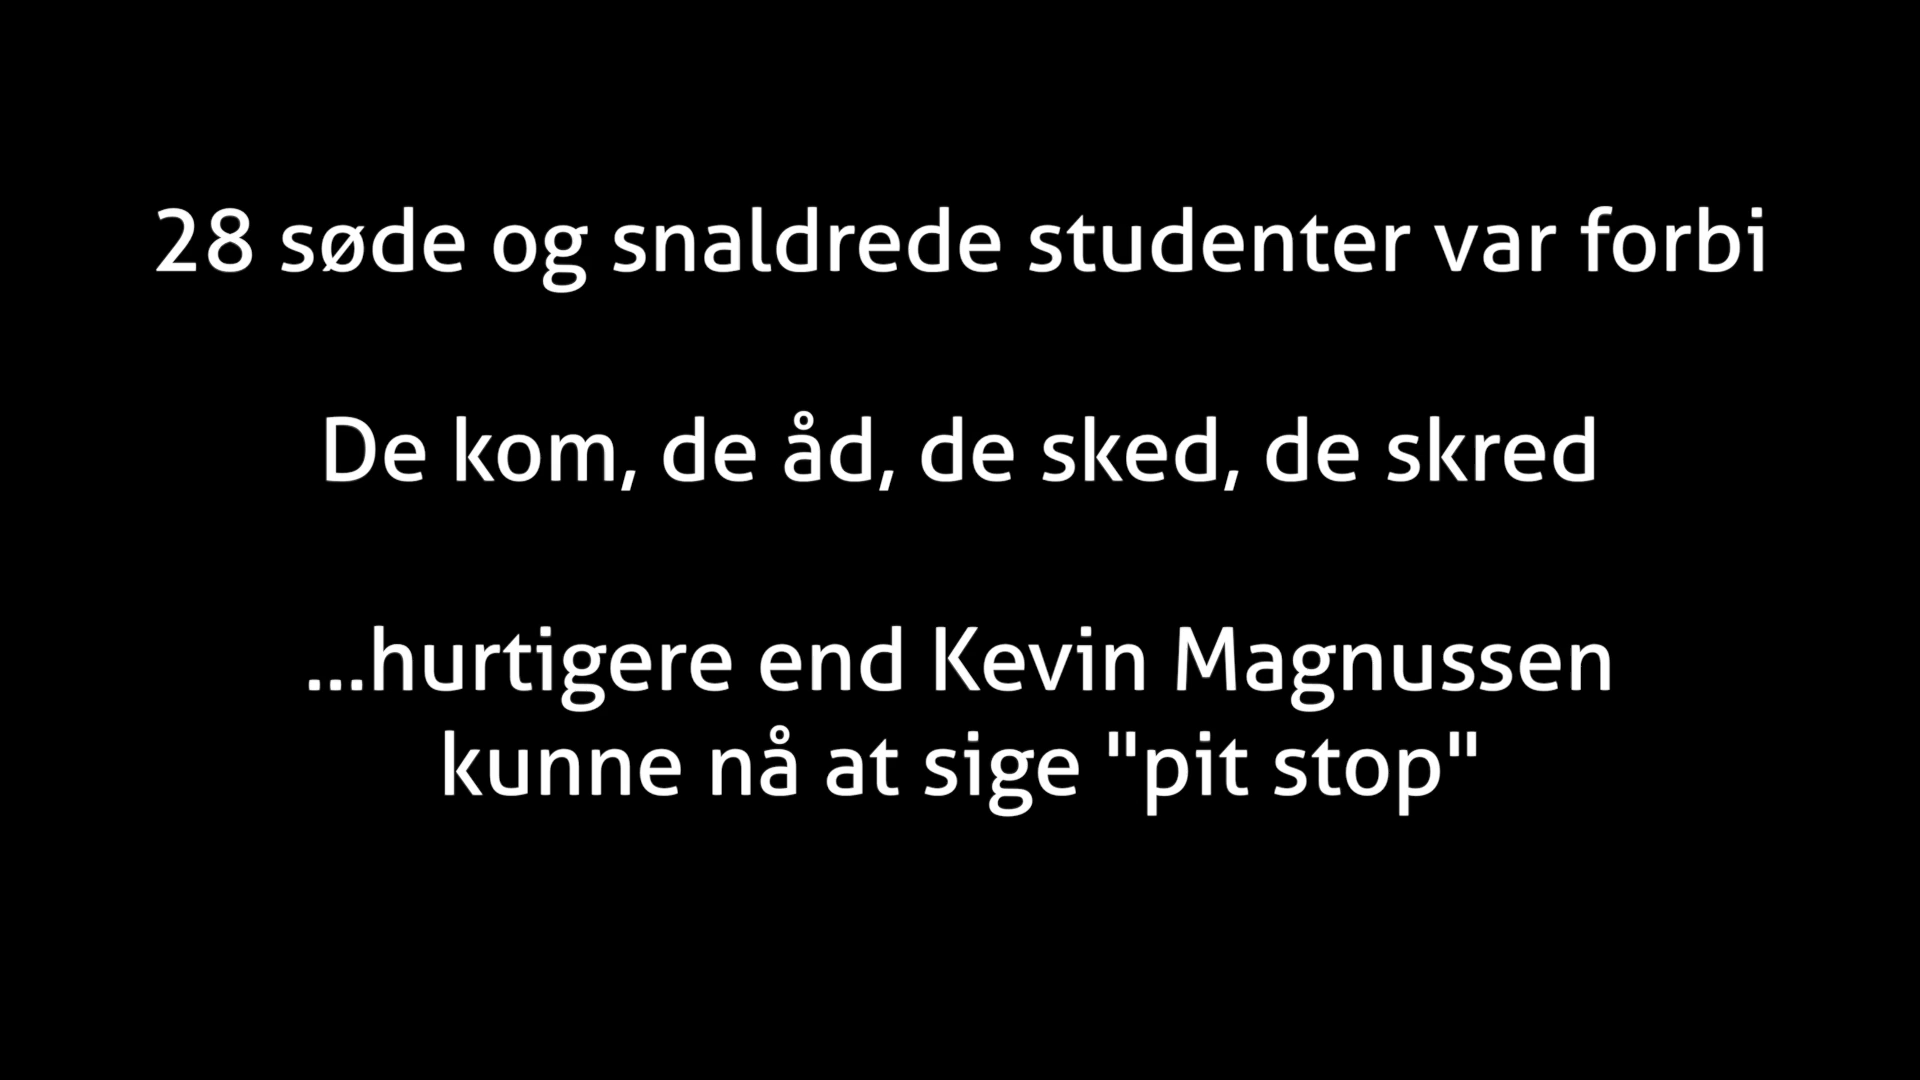 28 søde og snaldrede studenter var forbi
De kom, de åd, de sked, de skred
...hurtigere end Kevin Magnussen
kunne nå at sige "pit stop"